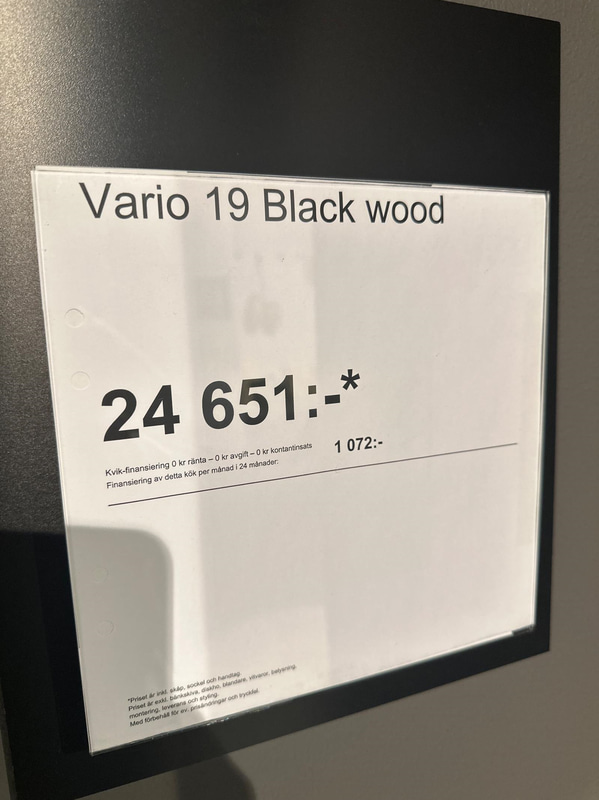 Vario 19 Black wood
24 651:-*
Kvik-finansiering 0 kr ränta – 0 kr avgift – 0 kr kontantinsats
Finansiering av detta kök per månad i 24 månader: 1 072:-
*Priset är inkl. skåp, sockel och handtag.
Priset är exkl. bänkskiva, diskho, blandare, vitvaror, belysning,
montering, leverans och styling.
Med förbehåll för ev. prisändringar och tryckfel.